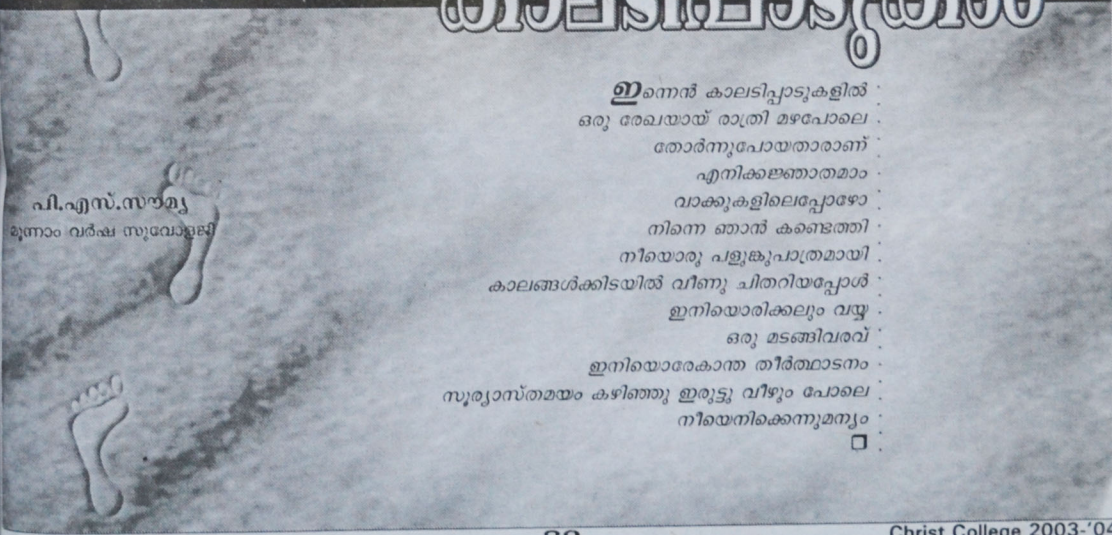 കാലടിപ്പാടുകൾ
ഇന്നെൻ കാലടിപ്പാടുകളിൽ
ഒരു രേഖയായ് രാത്രി മഴപോലെ
തോർന്നുപോയതാരാണ്
എനിക്കജ്ഞാതമാം
വാക്കുകളിലെപ്പോഴോ
നിന്നെ ഞാൻ കണ്ടെത്തി
നീയൊരു പളുങ്കുപാത്രമായി
കാലങ്ങൾക്കിടയിൽ വീണു ചിതറിയപ്പോൾ
ഇനിയൊരിക്കലും വയ്യ
ഒരു മടങ്ങിവരവ്
ഇനിയൊരേകാന്ത തീർത്ഥാടനം
സൂര്യാസ്തമയം കഴിഞ്ഞു ഇരുട്ടു വീഴും പോലെ
നീയെനിക്കെന്നുമന്യം
പി.എസ്.സൗമ്യ
മൂന്നാം വർഷ സുവോളജി
Christ College 2003-'04